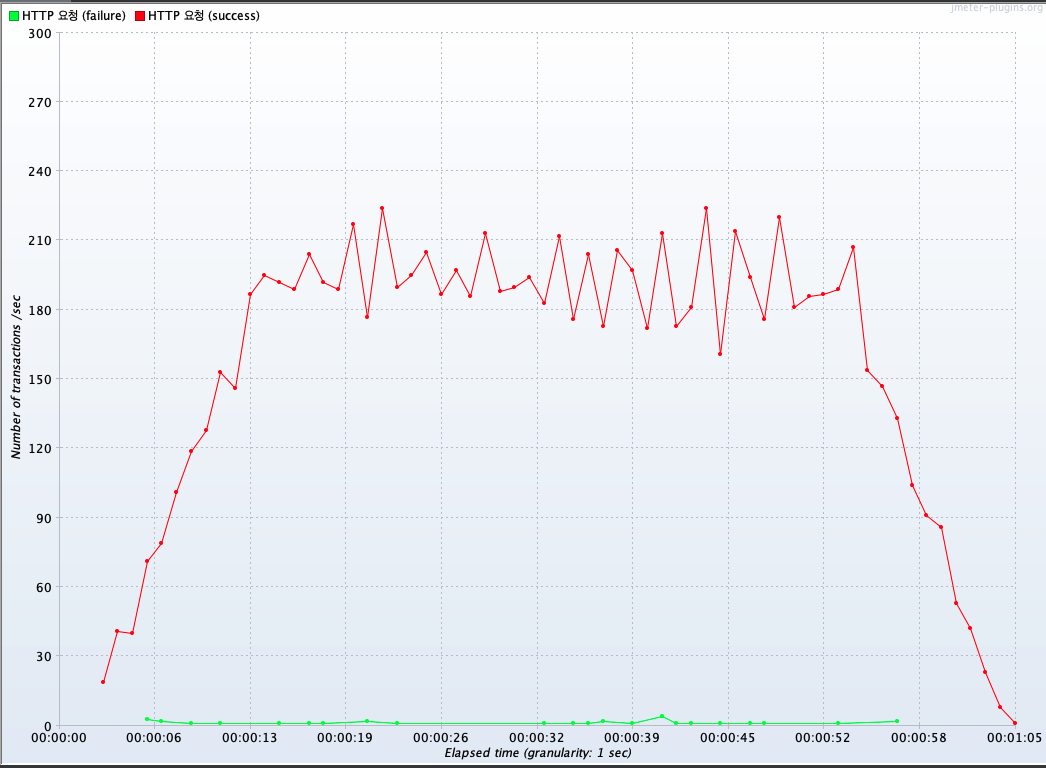 jmeter-plugins.org
HTTP 요청 (failure) HTTP 요청 (success)
300
270
240
210
180
150
120
90
60
30
0
Number of transactions /sec
00:00:00 00:00:06 00:00:13 00:00:19 00:00:26 00:00:32 00:00:39 00:00:45 00:00:52 00:00:58 00:01:05
Elapsed time (granularity: 1 sec)